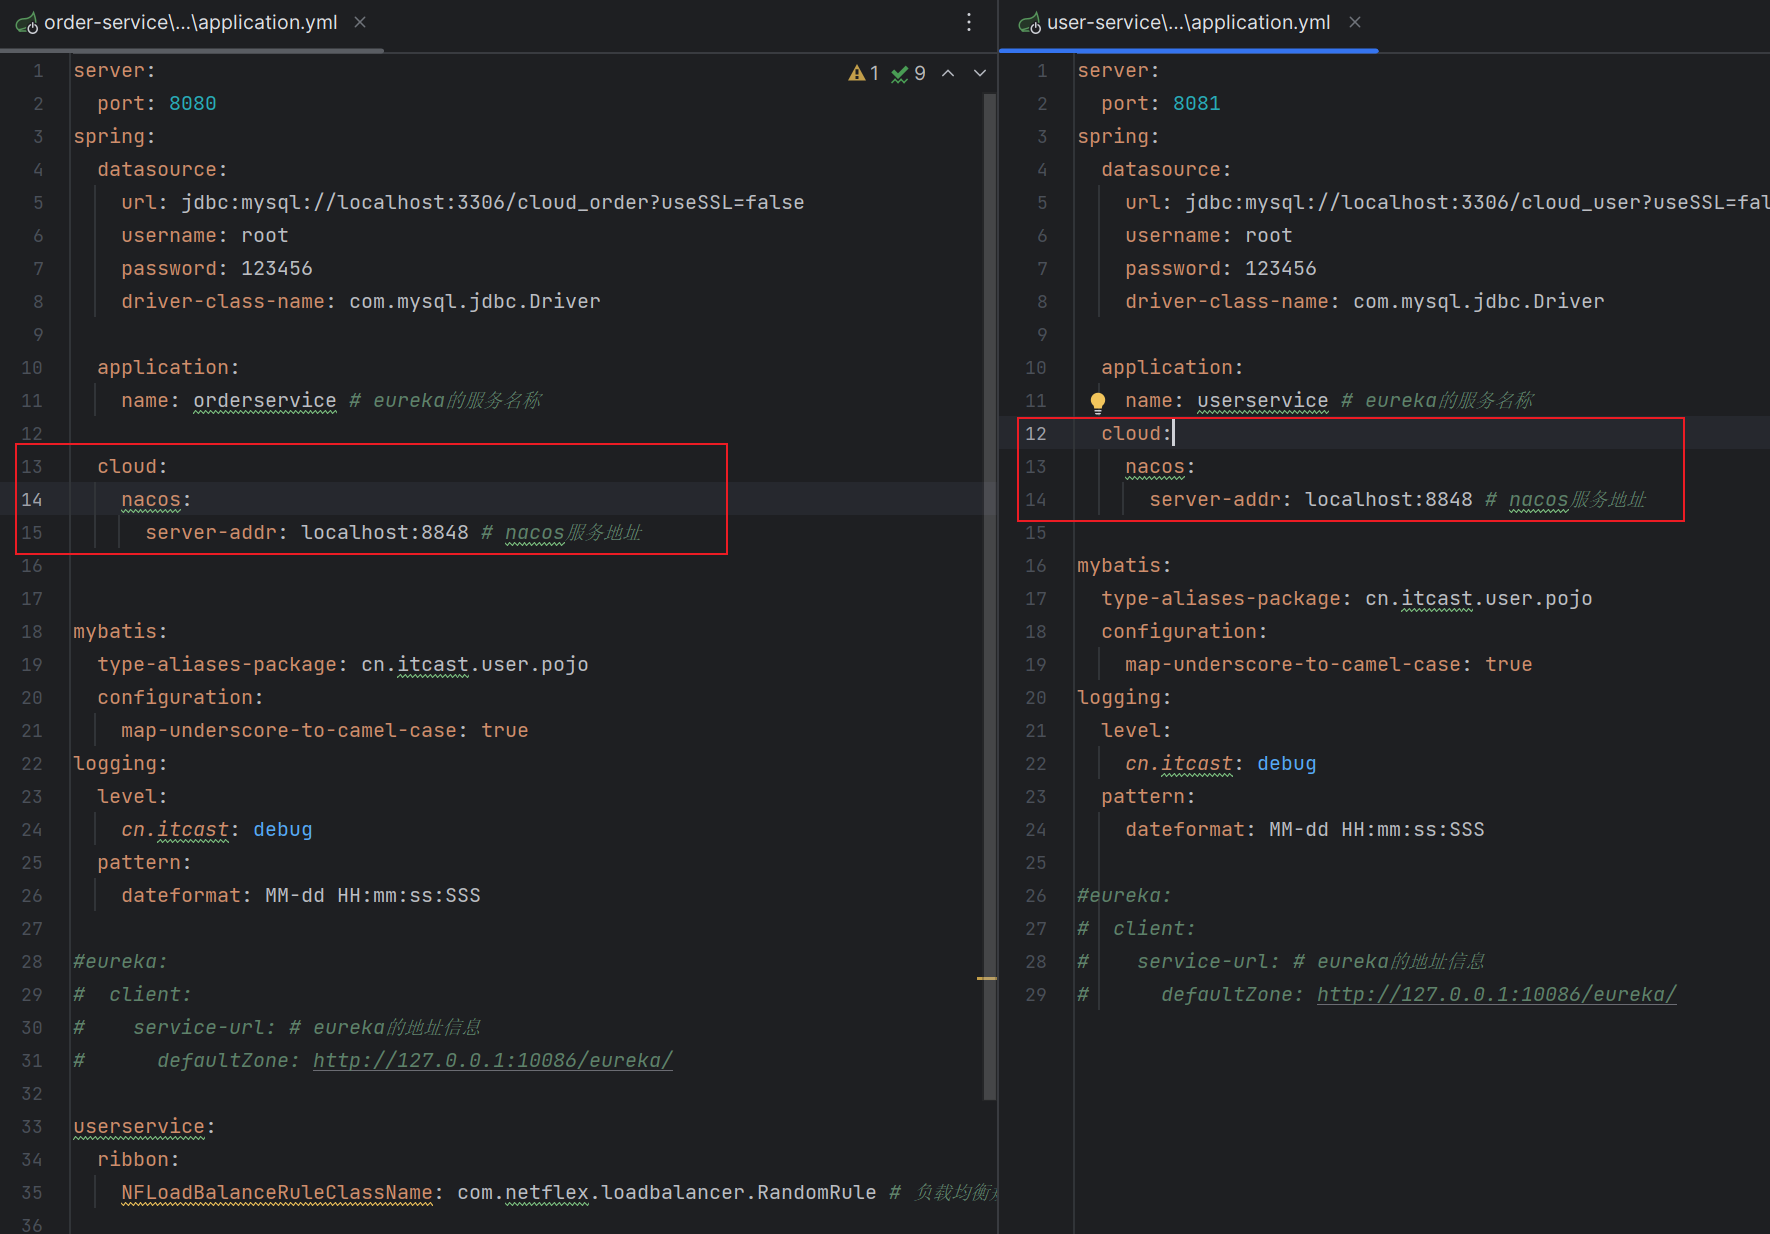 order-service\...\application.yml
1 9
1 server:
2 port: 8080
3 spring:
4 datasource:
5 url: jdbc:mysql://localhost:3306/cloud_order?useSSL=false
6 username: root
7 password: 123456
8 driver-class-name: com.mysql.jdbc.Driver
9
10 application:
11 name: orderservice # eureka的服务名称
12
13 cloud:
14 nacos:
15 server-addr: localhost:8848 # nacos服务地址
16
17
18 mybatis:
19 type-aliases-package: cn.itcast.user.pojo
20 configuration:
21 map-underscore-to-camel-case: true
22 logging:
23 level:
24 cn.itcast: debug
25 pattern:
26 dateformat: MM-dd HH:mm:ss:SSS
27
28 #eureka:
29 # client:
30 # service-url: # eureka的地址信息
31 # defaultZone: http://127.0.0.1:10086/eureka/
32
33 userservice:
34 ribbon:
35 NFLoadBalanceRuleClassName: com.netflex.loadbalancer.RandomRule # 负载均衡
36
user-service\...\application.yml
1 server:
2 port: 8081
3 spring:
4 datasource:
5 url: jdbc:mysql://localhost:3306/cloud_user?useSSL=fal
6 username: root
7 password: 123456
8 driver-class-name: com.mysql.jdbc.Driver
9
10 application:
11 name: userservice # eureka的服务名称
12 cloud:
13 nacos:
14 server-addr: localhost:8848 # nacos服务地址
15
16 mybatis:
17 type-aliases-package: cn.itcast.user.pojo
18 configuration:
19 map-underscore-to-camel-case: true
20 logging:
21 level:
22 cn.itcast: debug
23 pattern:
24 dateformat: MM-dd HH:mm:ss:SSS
25
26 #eureka:
27 # client:
28 # service-url: # eureka的地址信息
29 # defaultZone: http://127.0.0.1:10086/eureka/